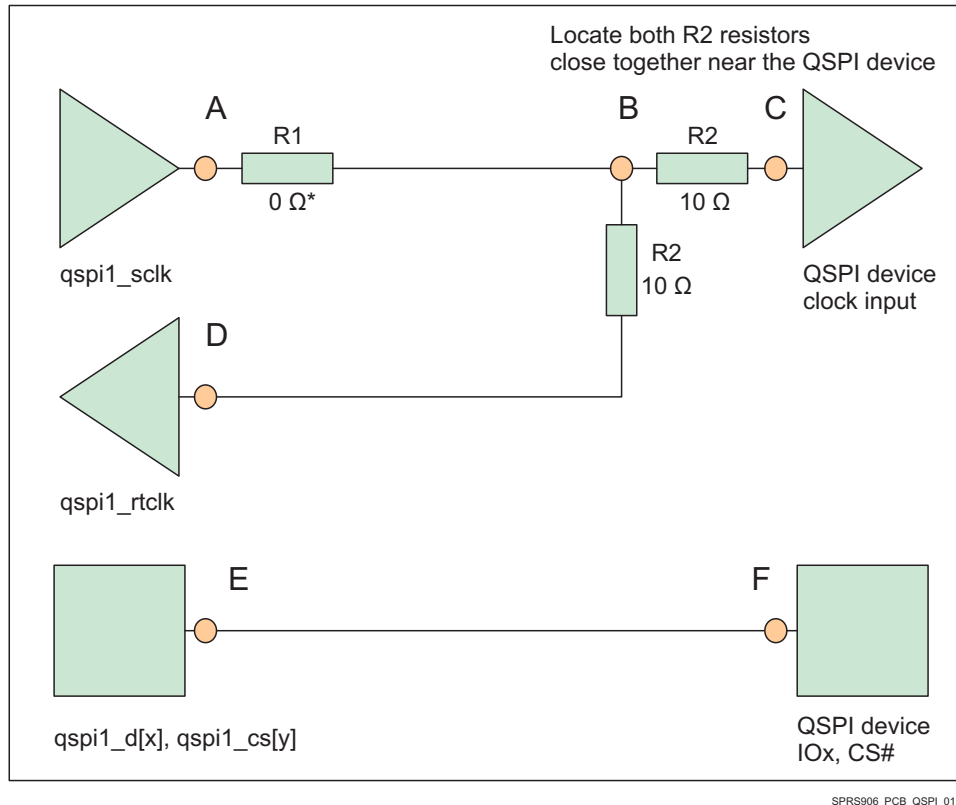 Locate both R2 resistors
close together near the QSPI device
A
B
C
R1
R2
0 Ω*
10 Ω
R2
10 Ω
qspi1_sclk
QSPI device
clock input
D
qspi1_rtclk
E
F
qspi1_d[x], qspi1_cs[y]
QSPI device
IOx, CS#
SPRS906_PCB_QSPI_01